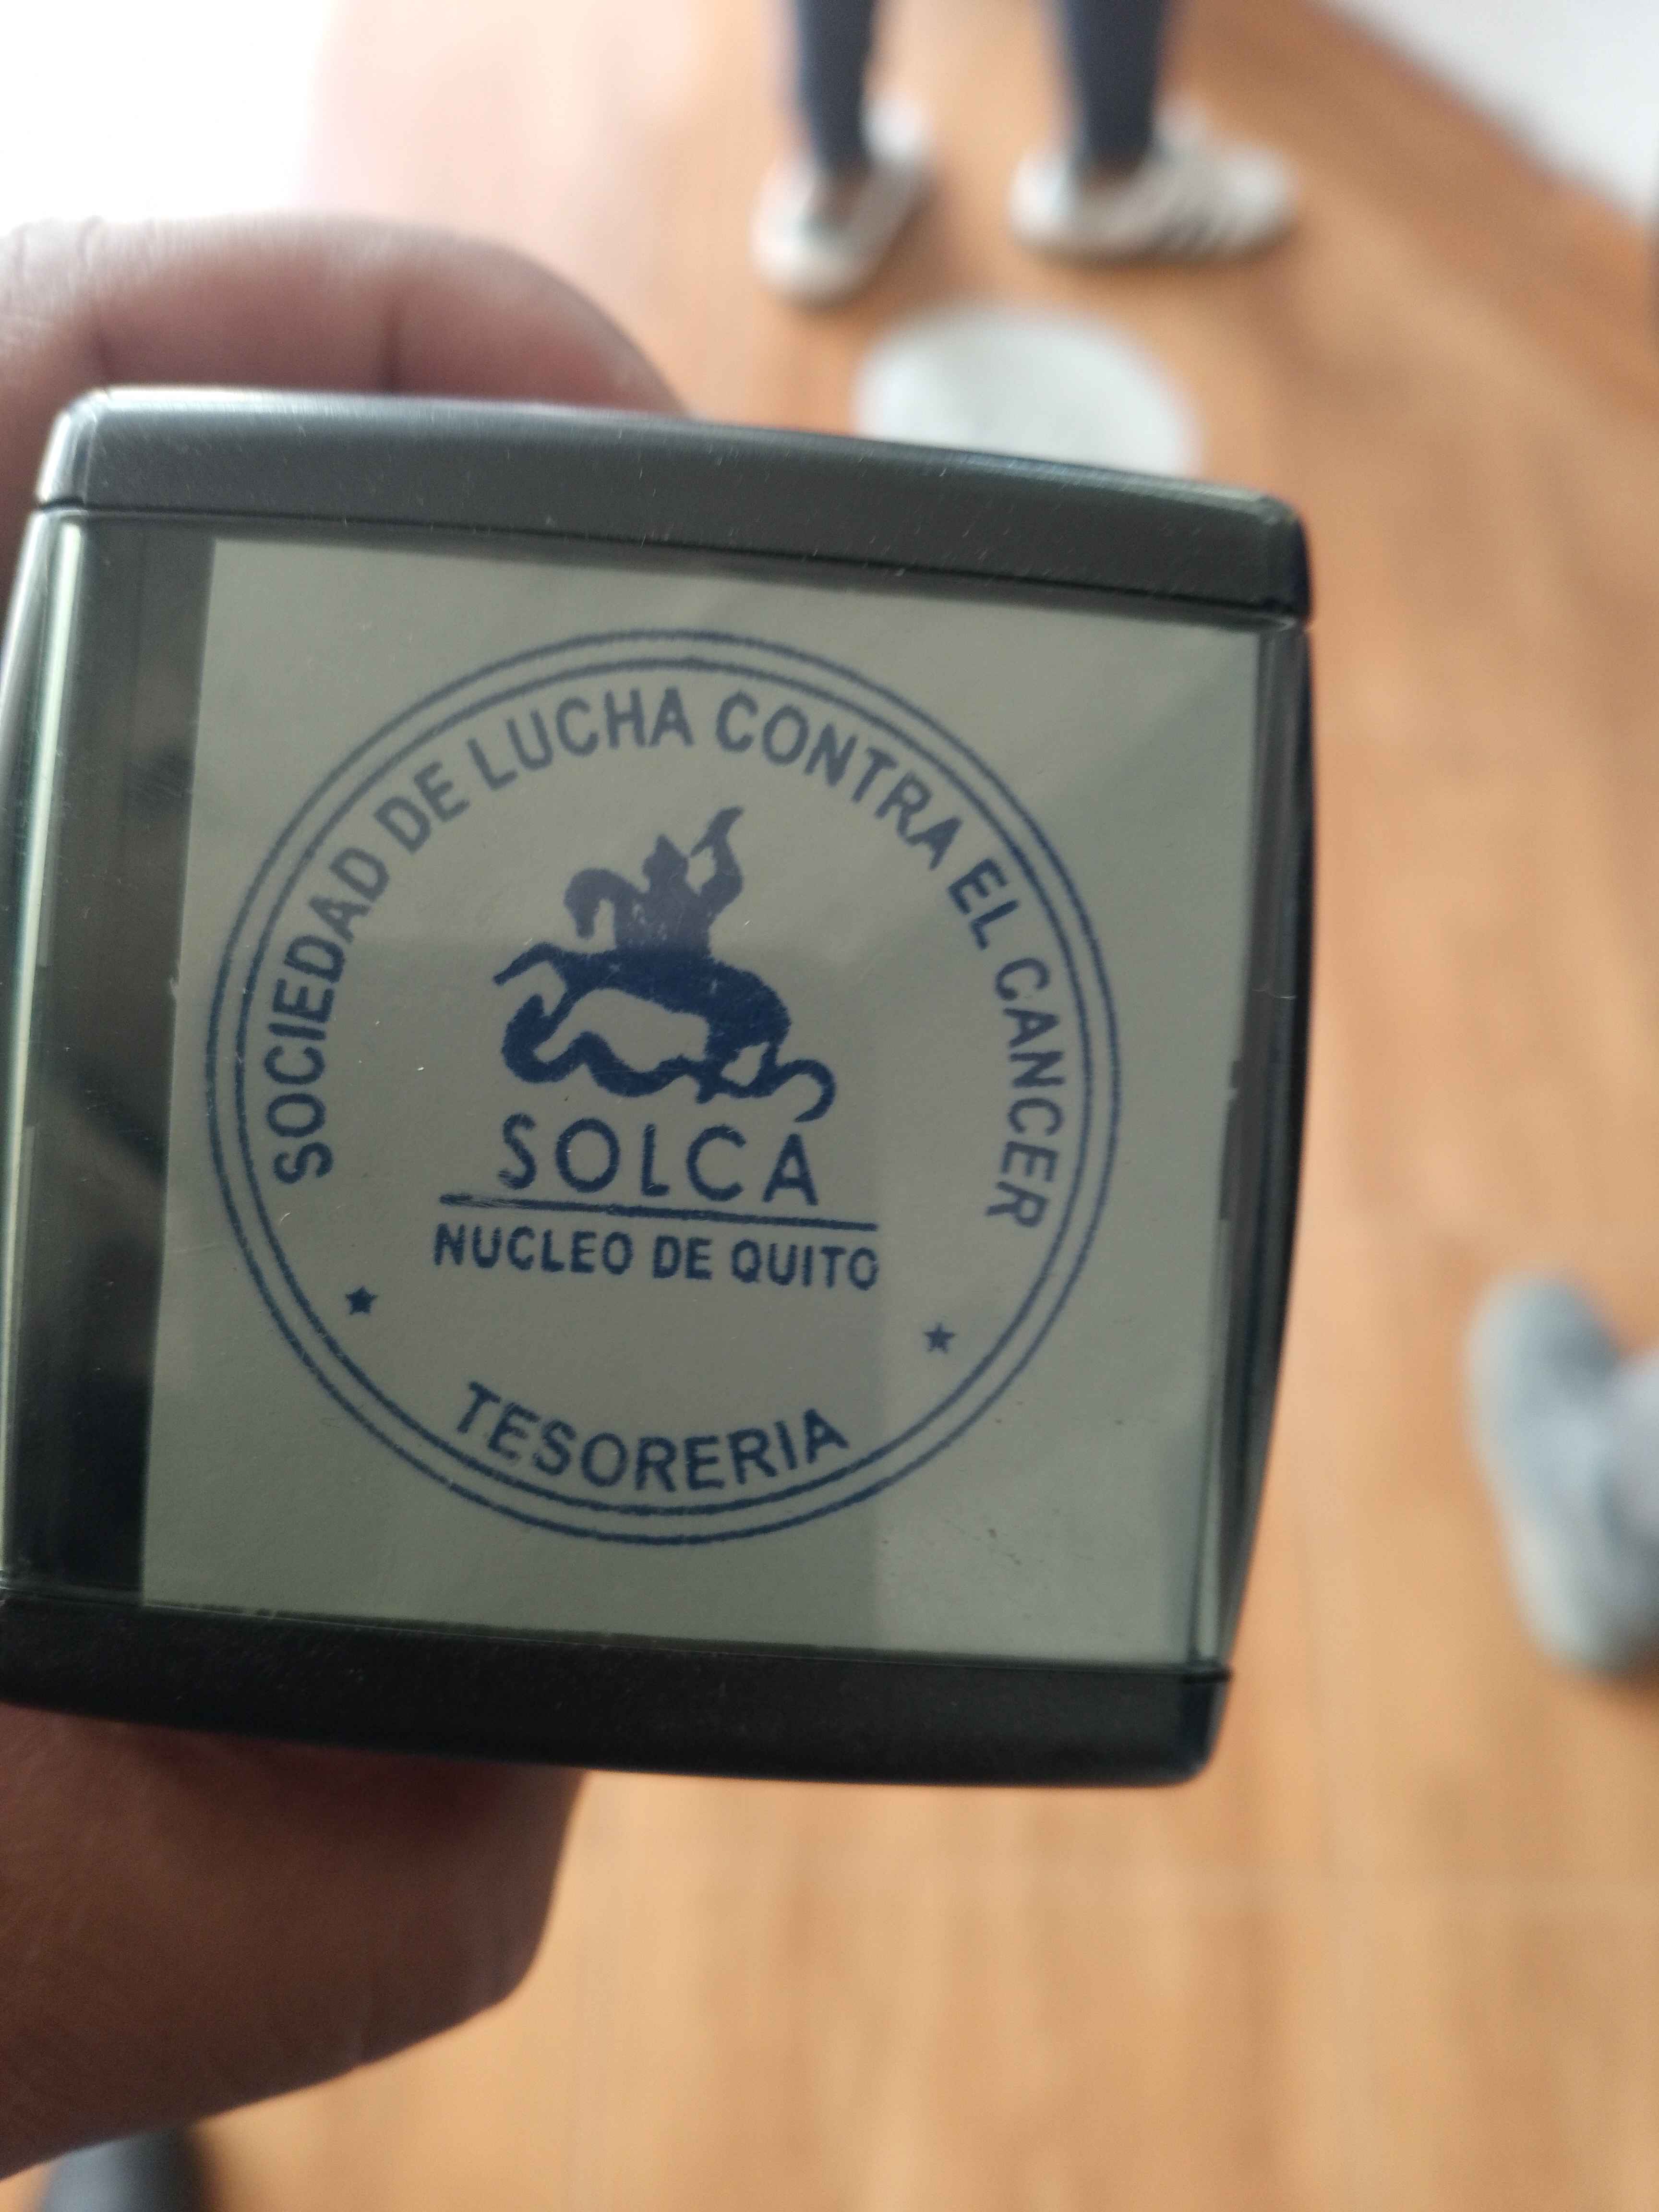 SOCIEDAD DE LUCHA CONTRA EL CANCER
SOLCA
NUCLEO DE QUITO
TESORERIA